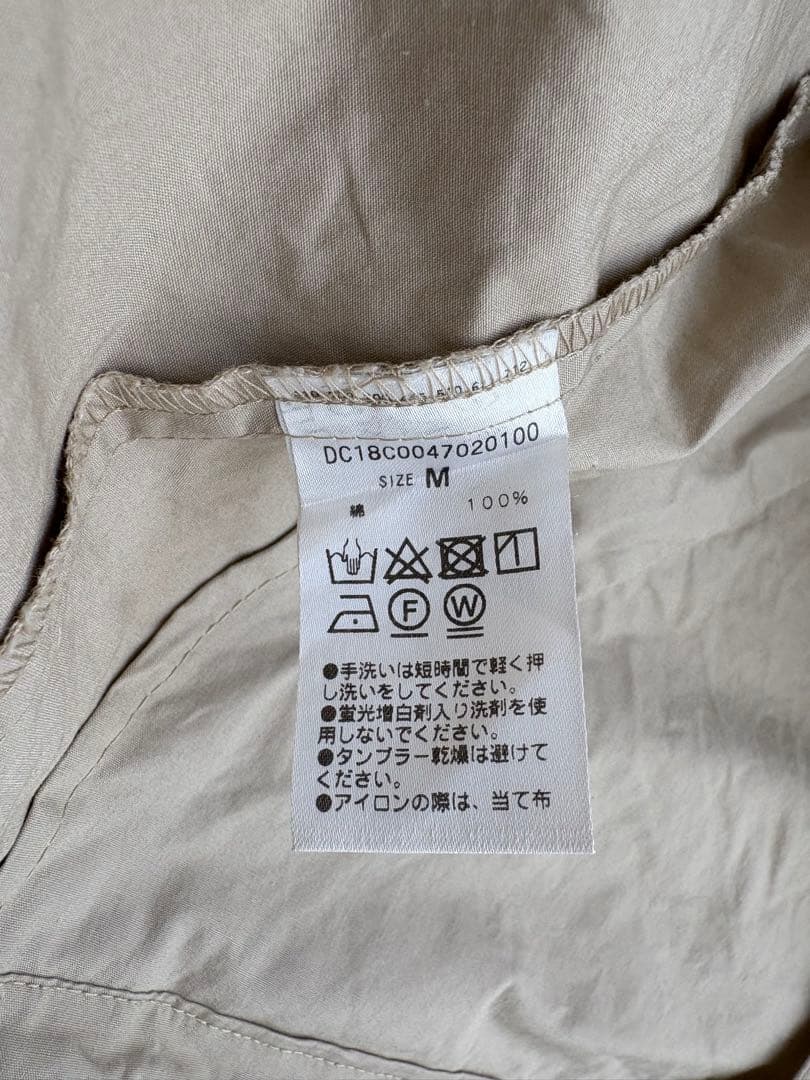 DC18C0047020100
SIZE M
綿 100%
F W
●手洗いは短時間で軽く押
し洗いをしてください。
●蛍光増白剤入り洗剤を使
用しないでください。
●タンブラー乾燥は避けて
ください。
●アイロンの際は、当て布